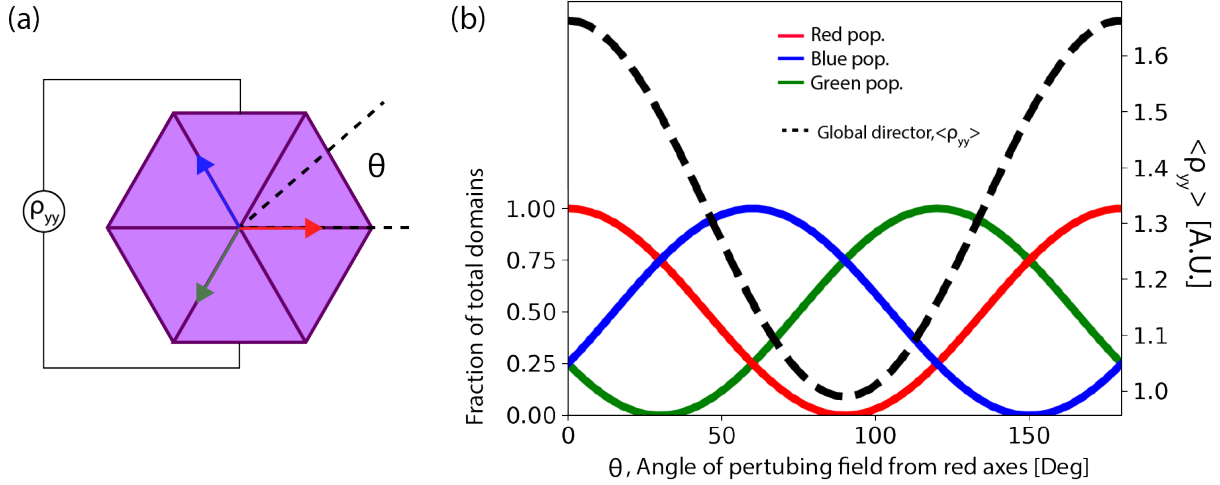 (a)
ρyy
θ
(b)
Red pop.
Blue pop.
Green pop.
Global director,<ρyy>
Fraction of total domains
1.00
0.75
0.50
0.25
0.00
0
50
100
150
θ, Angle of pertubing field from red axes [Deg]
1.6
1.5
1.4
1.3
1.2
1.1
1.0
<ρyy> [A.U.]